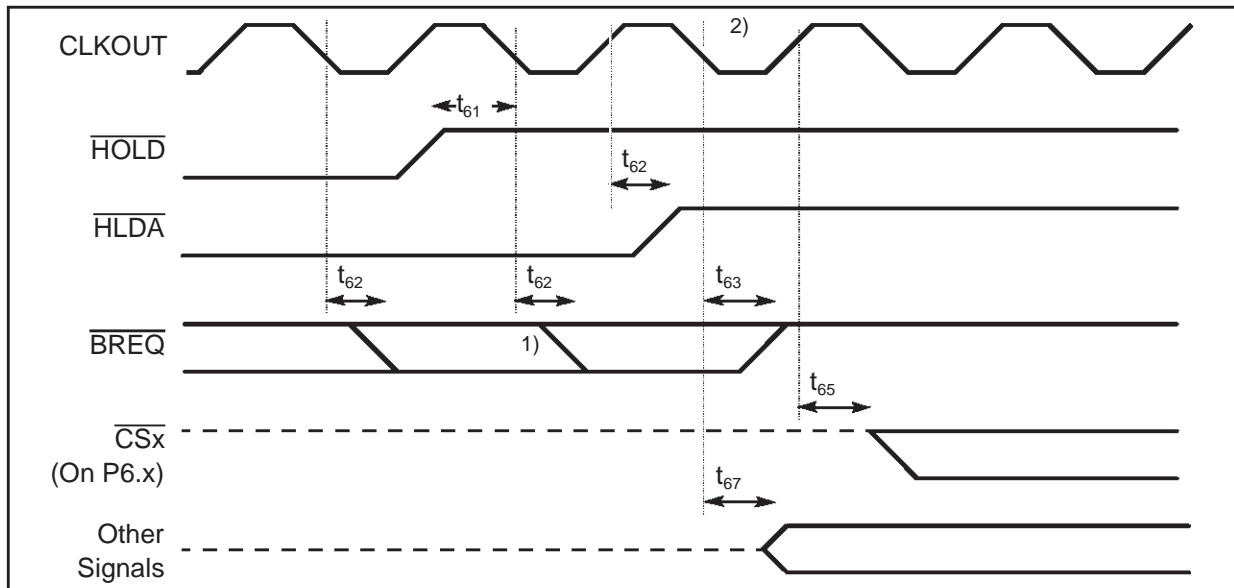 CLKOUT
2)
t61
HOLD
t62
HLDA
t62
t62
t63
BREQ
1)
t65
CSx
(On P6.x)
t67
Other
Signals